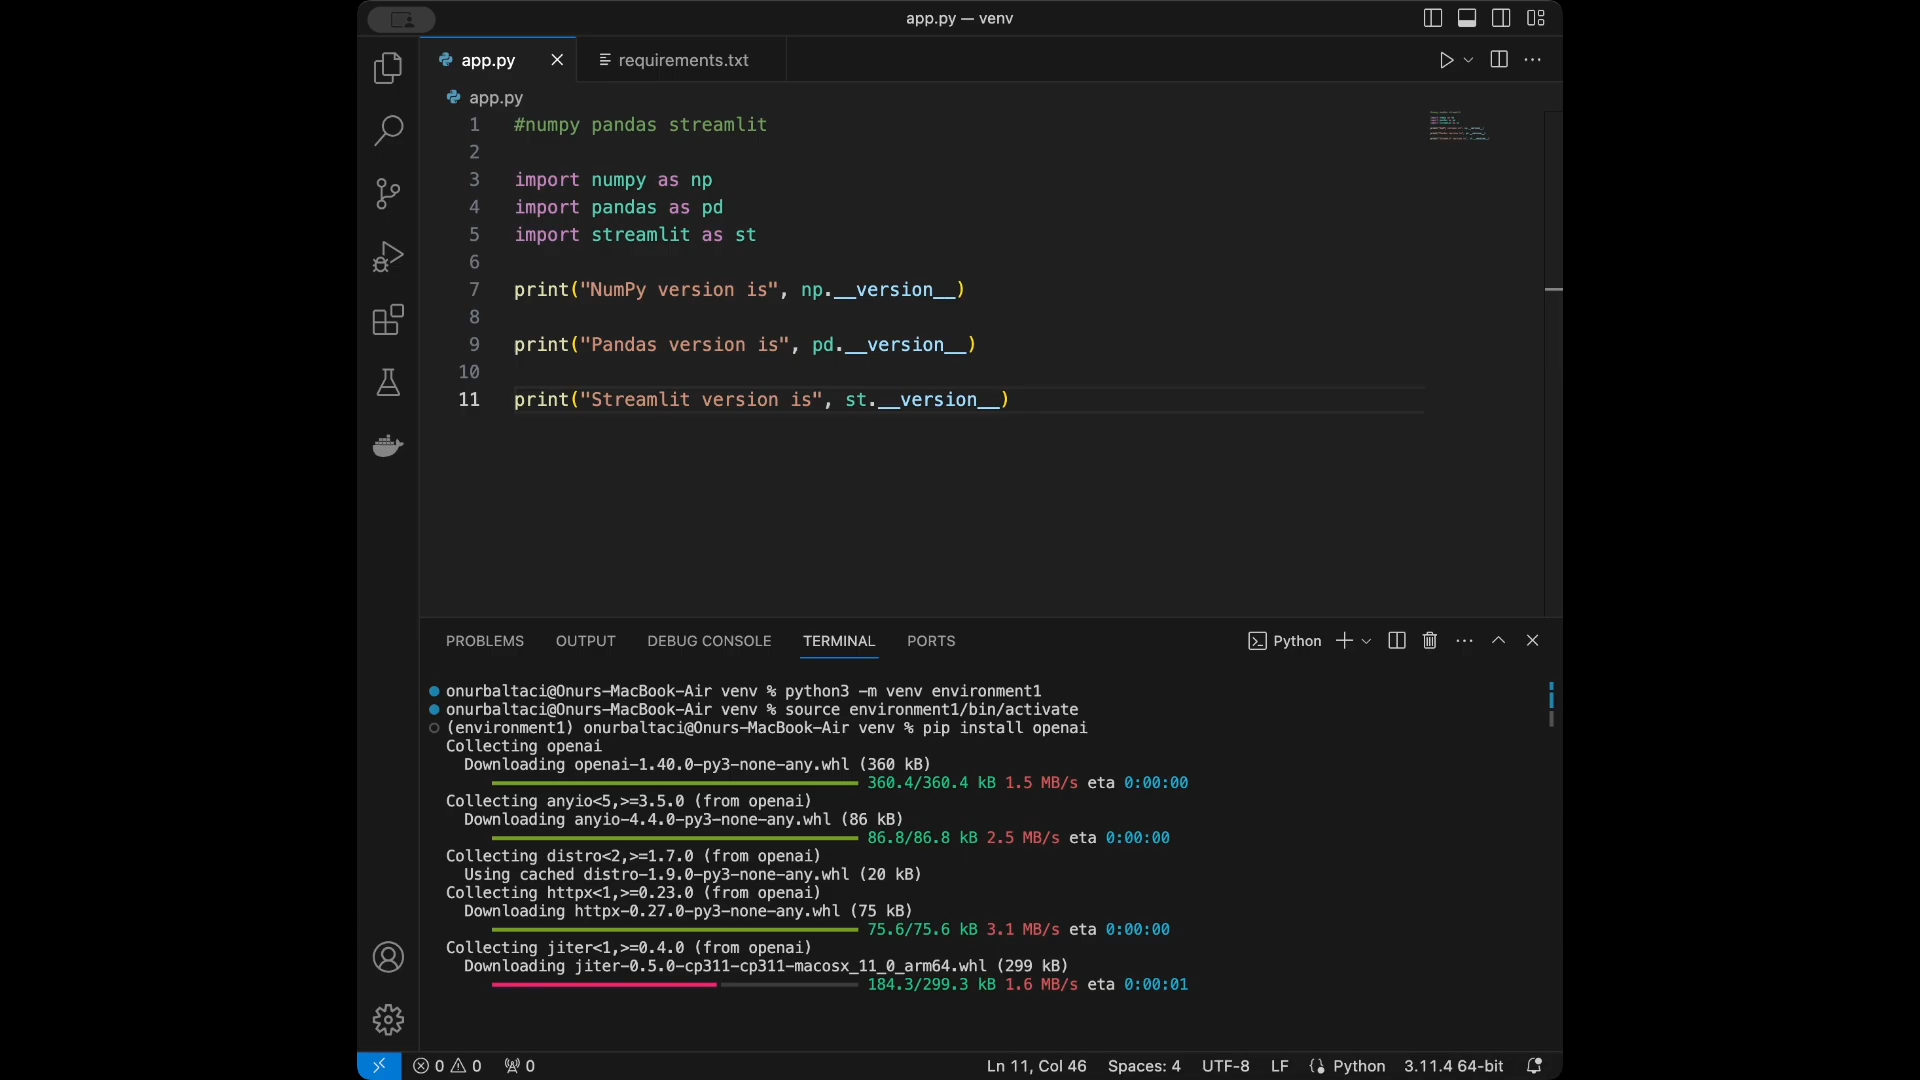 app.py — venv
app.py
requirements.txt
app.py
1 #numpy pandas streamlit
2
3 import numpy as np
4 import pandas as pd
5 import streamlit as st
6
7 print("NumPy version is", np.__version__)
8
9 print("Pandas version is", pd.__version__)
10
11 print("Streamlit version is", st.__version__)
PROBLEMS OUTPUT DEBUG CONSOLE TERMINAL PORTS Python
onurbaltaci@Onurs-MacBook-Air venv % python3 -m venv environment1
onurbaltaci@Onurs-MacBook-Air venv % source environment1/bin/activate
(environment1) onurbaltaci@Onurs-MacBook-Air venv % pip install openai
Collecting openai
Downloading openai-1.40.0-py3-none-any.whl (360 kB)
360.4/360.4 kB 1.5 MB/s eta 0:00:00
Collecting anyio<5,>=3.5.0 (from openai)
Downloading anyio-4.4.0-py3-none-any.whl (86 kB)
86.8/86.8 kB 2.5 MB/s eta 0:00:00
Collecting distro<2,>=1.7.0 (from openai)
Using cached distro-1.9.0-py3-none-any.whl (20 kB)
Collecting httpx<1,>=0.23.0 (from openai)
Downloading httpx-0.27.0-py3-none-any.whl (75 kB)
75.6/75.6 kB 3.1 MB/s eta 0:00:00
Collecting jiter<1,>=0.4.0 (from openai)
Downloading jiter-0.5.0-cp311-cp311-macosx_11_0_arm64.whl (299 kB)
184.3/299.3 kB 1.6 MB/s eta 0:00:01
0 0 0 Ln 11, Col 46 Spaces: 4 UTF-8 LF Python 3.11.4 64-bit